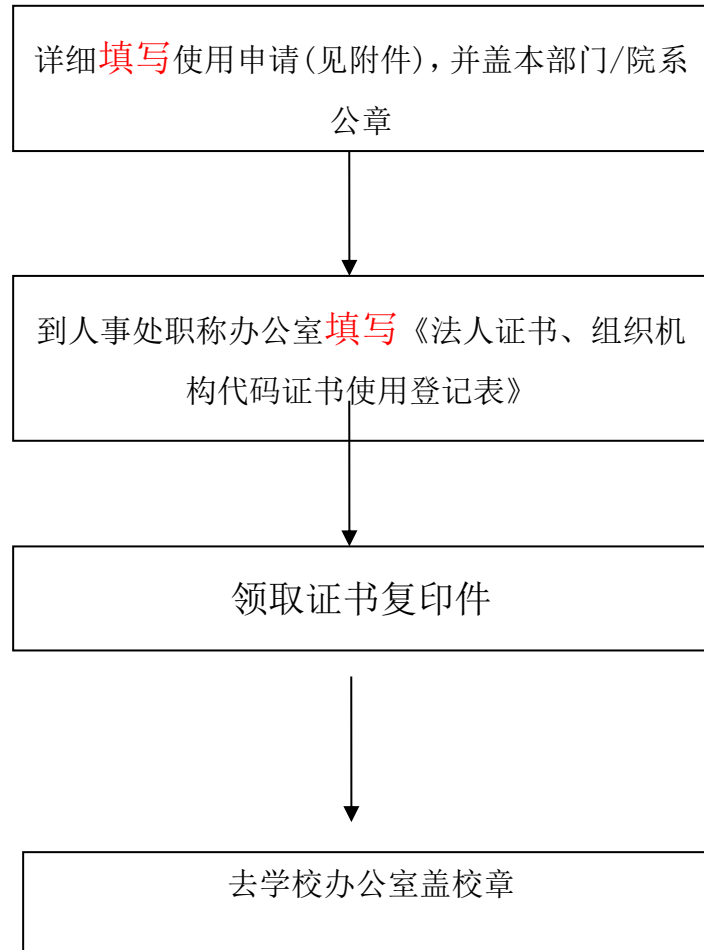 详细填写使用申请(见附件)，并盖本部门/院系
公章
到人事处职称办公室填写《法人证书、组织机
构代码证书使用登记表》
领取证书复印件
去学校办公室盖校章